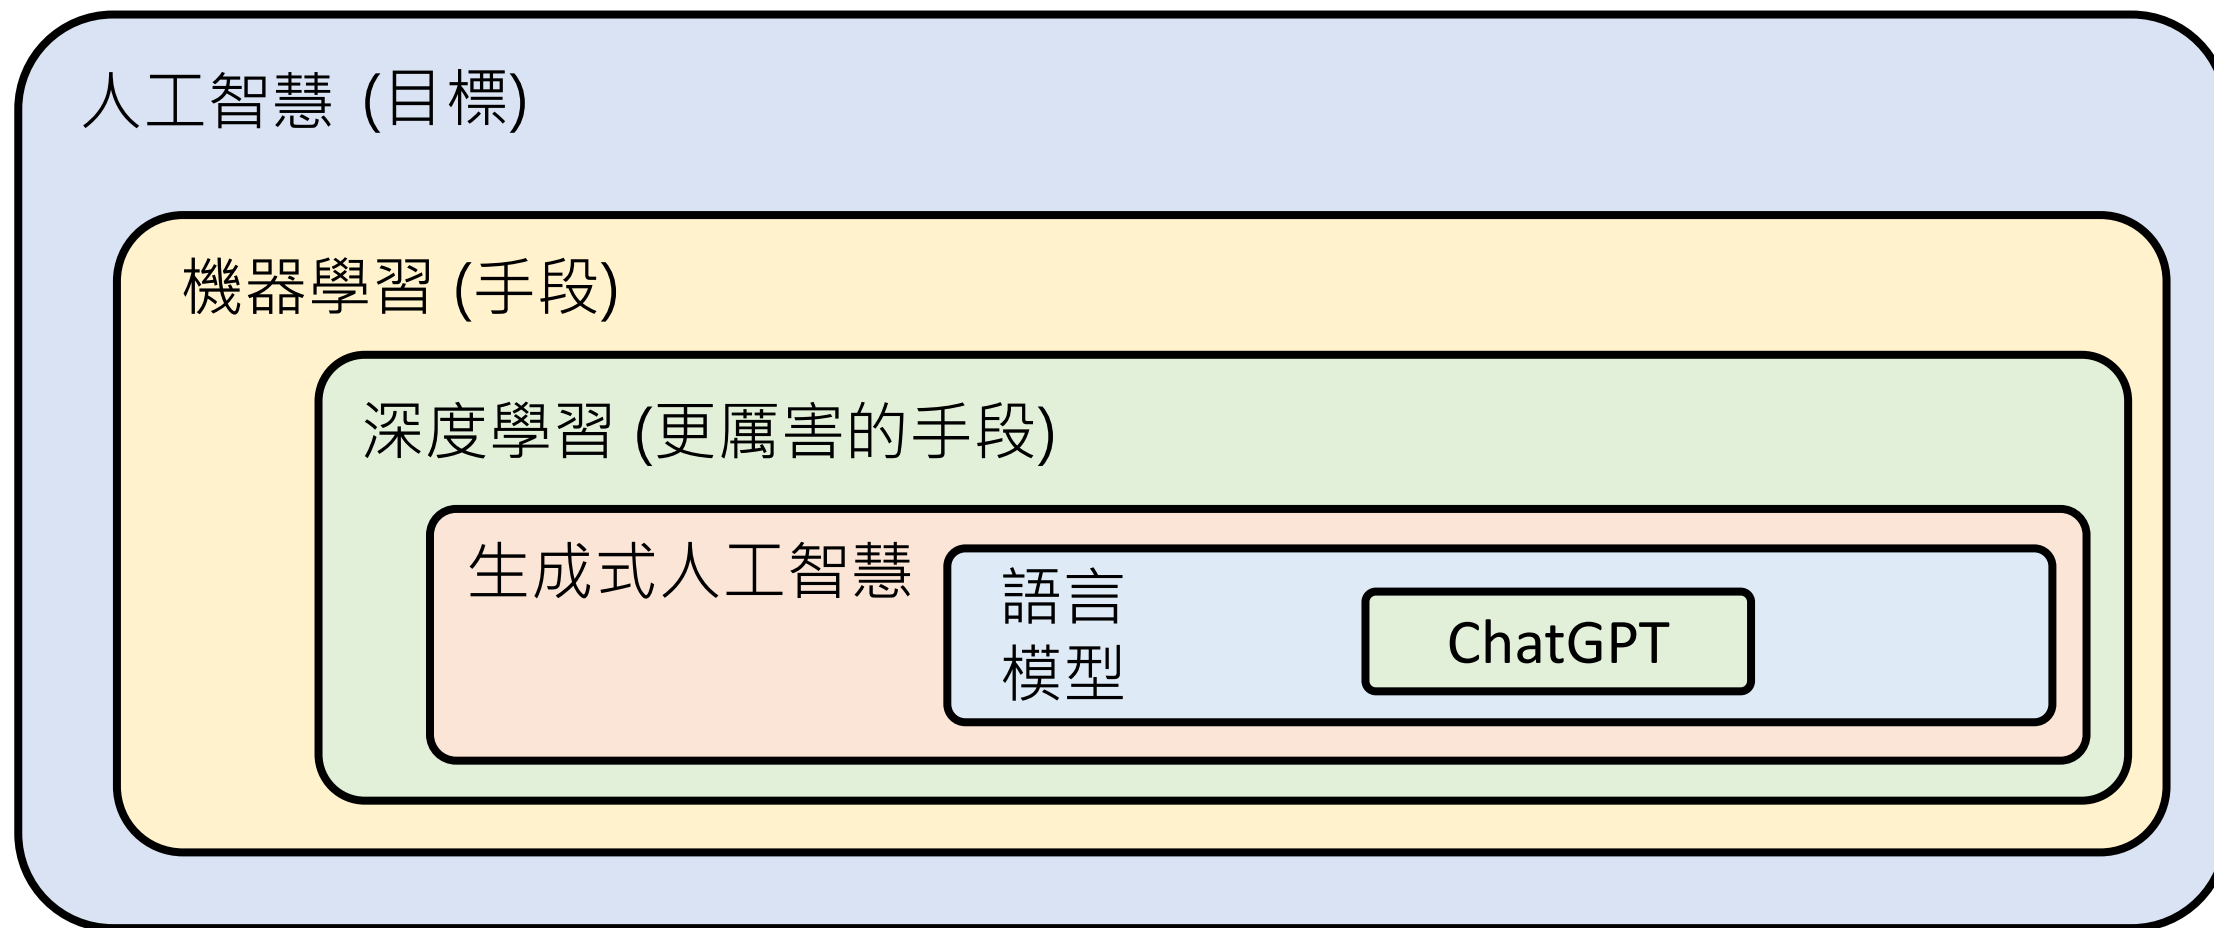 人工智慧 (目標)
機器學習 (手段)
深度學習 (更厲害的手段)
生成式人工智慧
語言
模型
ChatGPT